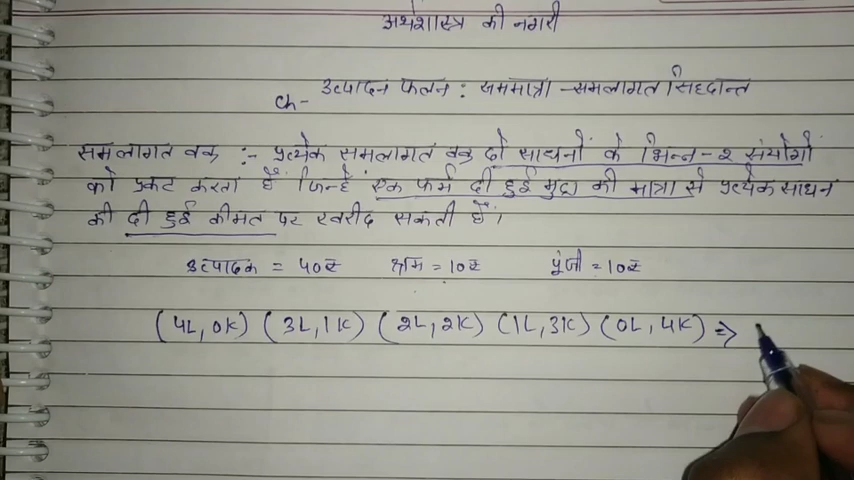 अर्थशास्त्र की नगरी
Ch- उत्पादन फलन : सममात्रा - समलागत सिद्दान्त
समलागत वक्र :- प्रत्येक समलागत वक्र दो साधनों के भिन्न-२ संयोगों
को प्रकट करता है जिन्हें एक फर्म दी हुई मुद्रा की मात्रा से प्रत्येक साधन
की दी हुई कीमत पर खरीद सकती है।
उत्पादक = 40₹ श्रम = 10₹ पूंजी = 10₹
(4L, 0K) (3L, 1K) (2L, 2K) (1L, 3K) (0L, 4K) ⇒